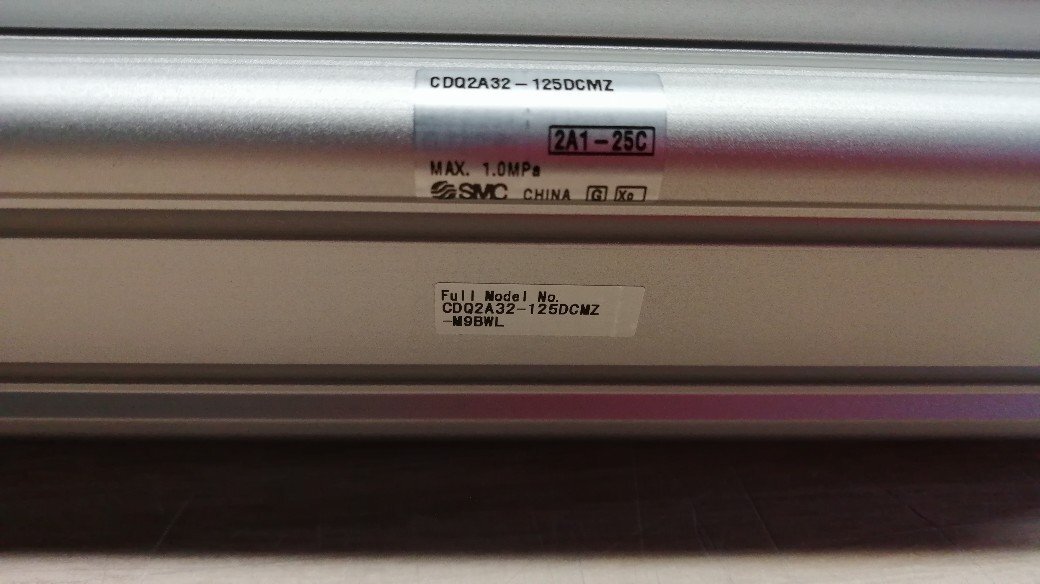 CDQ2A32-125DCMZ
2A1-25C
MAX. 1.0MPa
SMC CHINA G Xo
Full Model No.
CDQ2A32-125DCMZ
-M9BWL